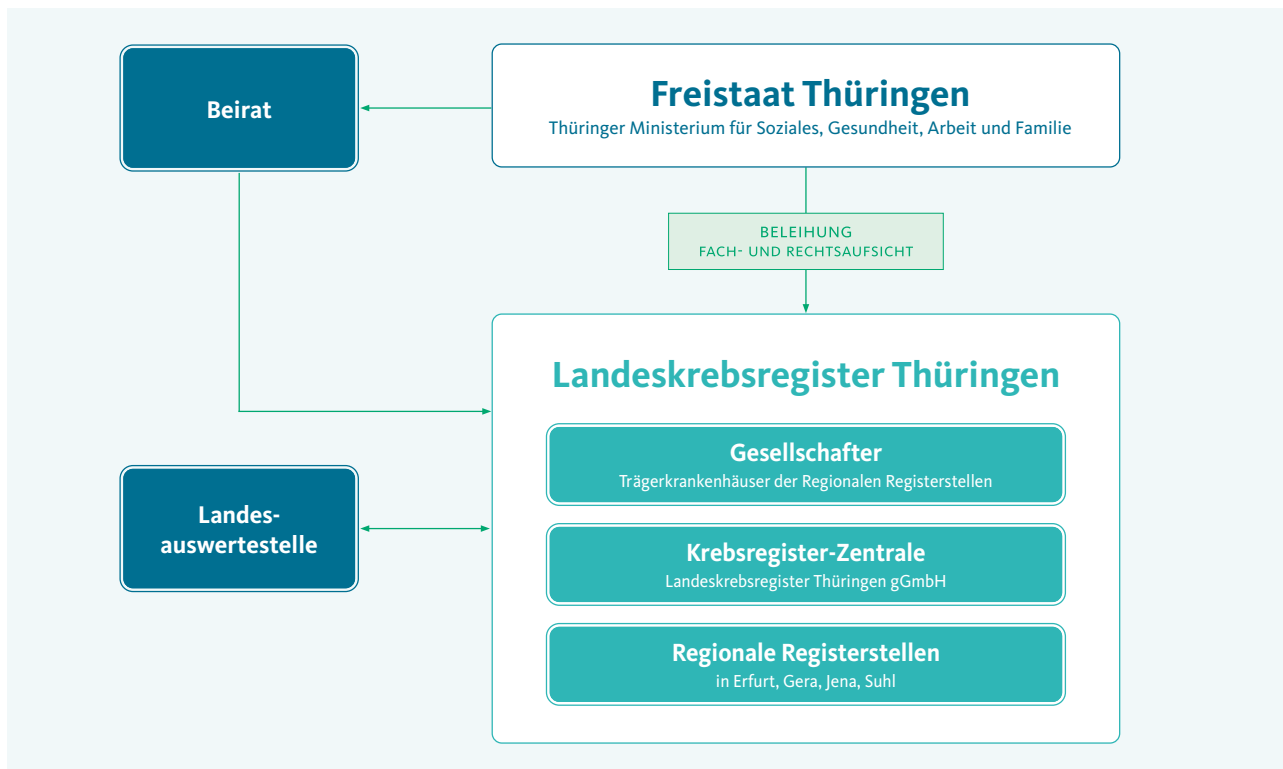 Beirat
Freistaat Thüringen
Thüringer Ministerium für Soziales, Gesundheit, Arbeit und Familie
BELEIHUNG
FACH- UND RECHTSAUFSICHT
Landeskrebsregister Thüringen
Gesellschafter
Trägerkrankenhäuser der Regionalen Registerstellen
Landes-
auswertestelle
Krebsregister-Zentrale
Landeskrebsregister Thüringen gGmbH
Regionale Registerstellen
in Erfurt, Gera, Jena, Suhl